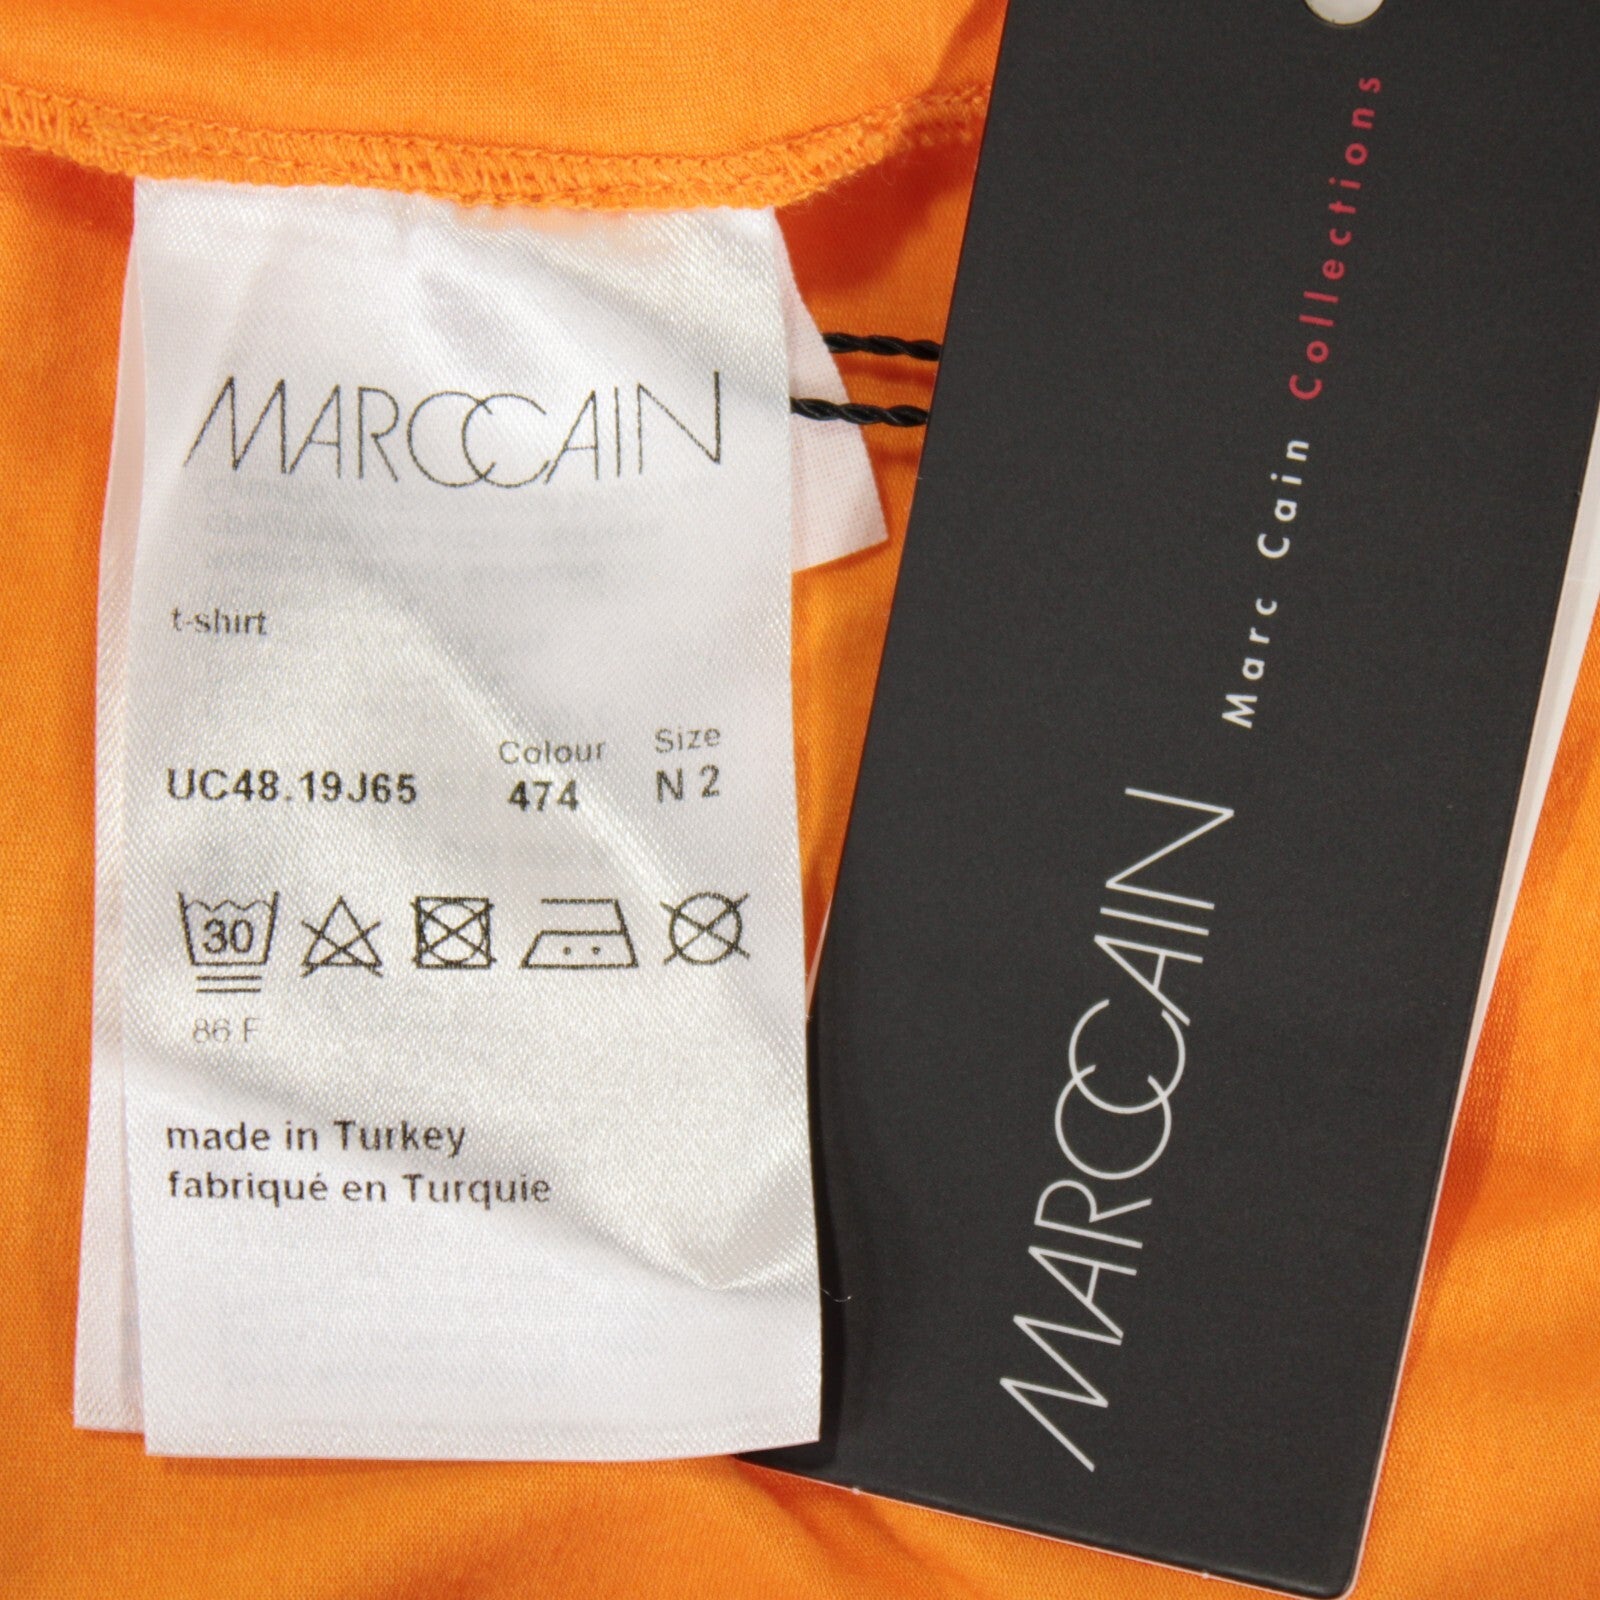 MARCCAIN
t-shirt
Colour Size
UC48.19J65 474 N 2
30
86 F
made in Turkey
fabriqué en Turquie
Marc Cain Collections
MARCCAIN